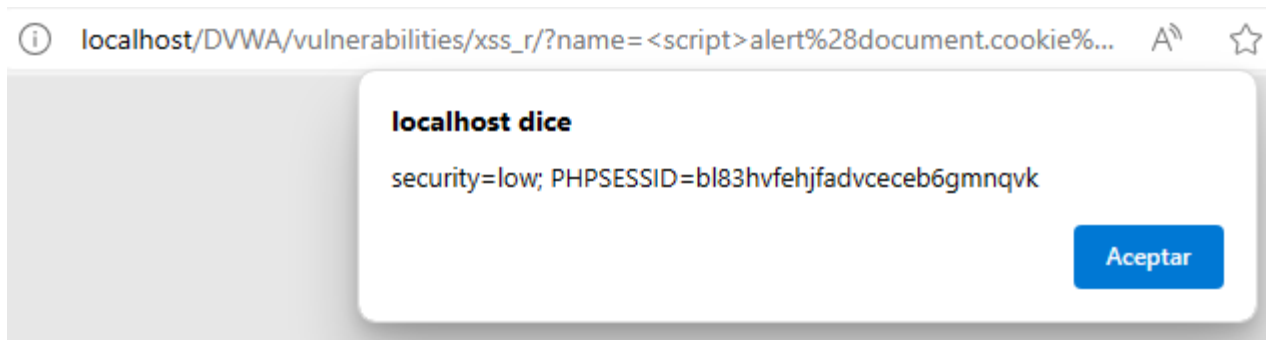 localhost/DVWA/vulnerabilities/xss_r/?name=<script>alert%28document.cookie%... A
localhost dice
security=low; PHPSESSID=bl83hvfehjfadvceceb6gmnqvk
Aceptar